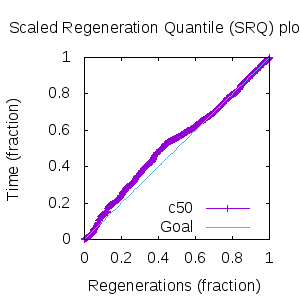 Scaled Regeneration Quantile (SRQ) plo
1
0.8
0.6
0.4
0.2
0
Time (fraction)
c50
Goal
0 0.2 0.4 0.6 0.8 1
Regenerations (fraction)